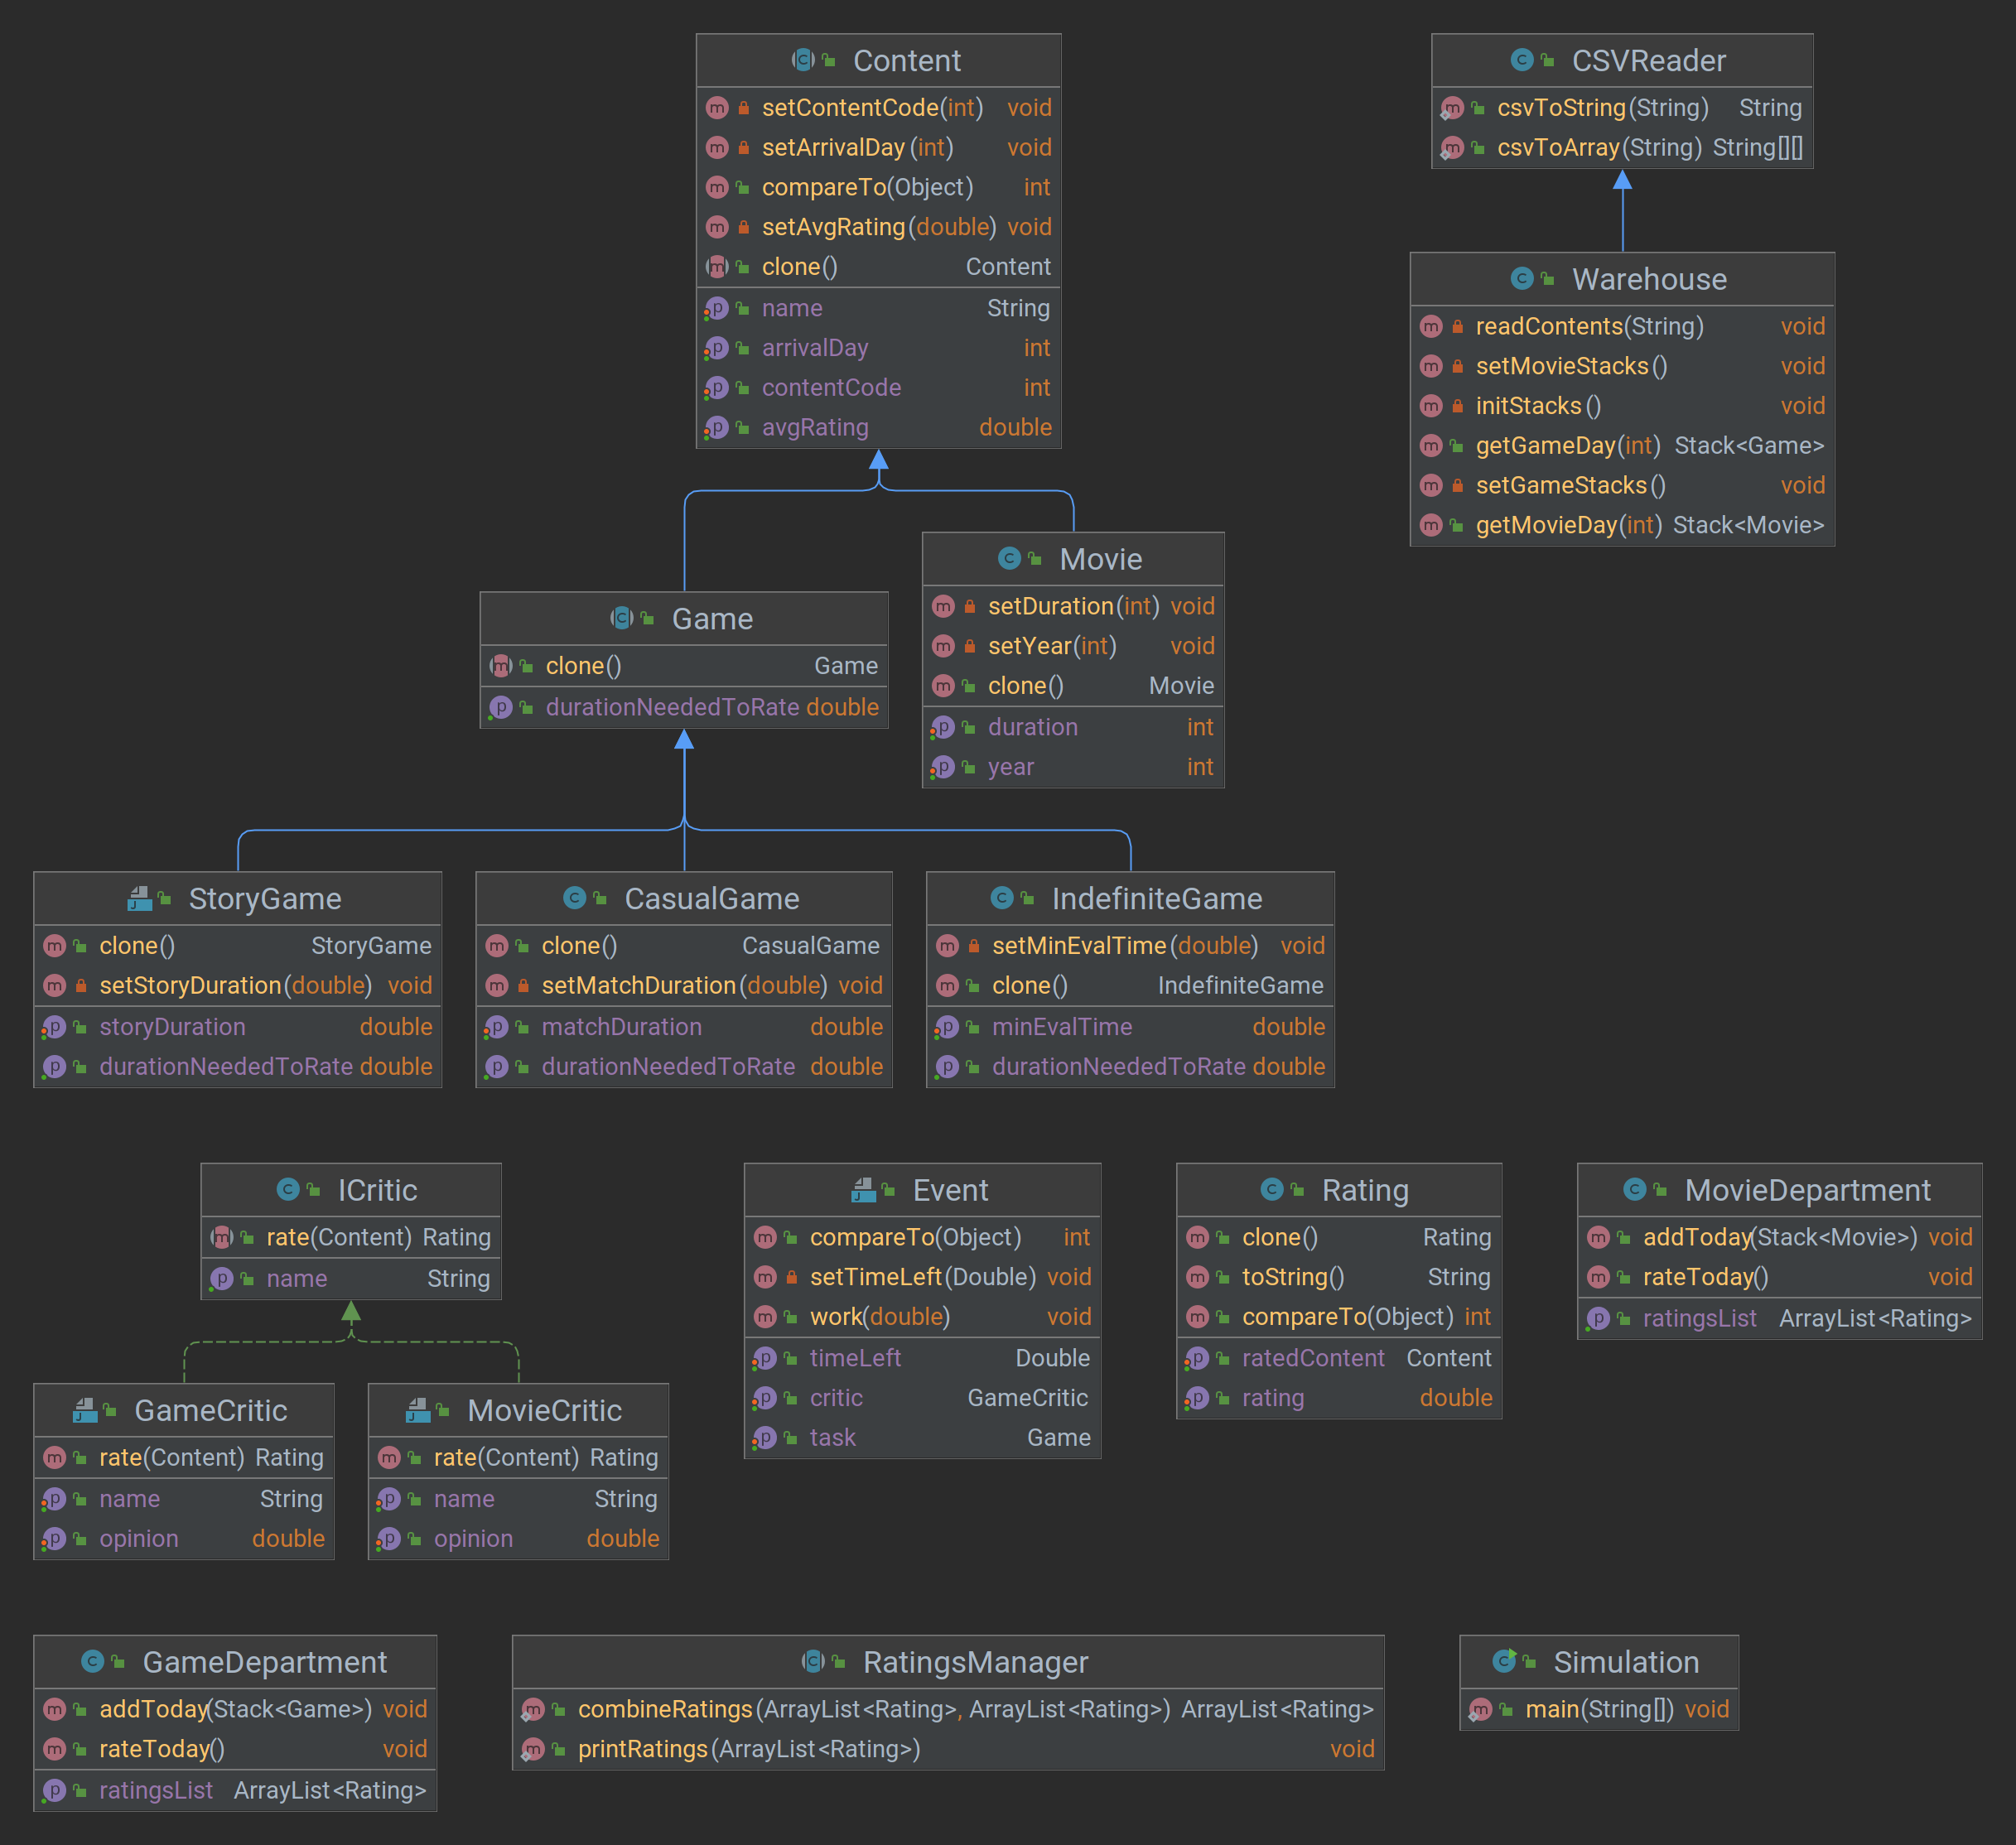 Content
setContentCode(int) void
setArrivalDay(int) void
compareTo(Object) int
setAvgRating(double) void
clone() Content
name String
arrivalDay int
contentCode int
avgRating double
CSVReader
csvToString(String) String
csvToArray(String) String[][]
Warehouse
readContents(String) void
setMovieStacks() void
initStacks() void
getGameDay(int) Stack<Game>
setGameStacks() void
getMovieDay(int) Stack<Movie>
Game
clone() Game
durationNeededToRate double
Movie
setDuration(int) void
setYear(int) void
clone() Movie
duration int
year int
StoryGame
clone() StoryGame
setStoryDuration(double) void
storyDuration double
durationNeededToRate double
CasualGame
clone() CasualGame
setMatchDuration(double) void
matchDuration double
durationNeededToRate double
IndefiniteGame
setMinEvalTime(double) void
clone() IndefiniteGame
minEvalTime double
durationNeededToRate double
ICritic
rate(Content) Rating
name String
Event
compareTo(Object) int
setTimeLeft(Double) void
work(double) void
timeLeft Double
critic GameCritic
task Game
Rating
clone() Rating
toString() String
compareTo(Object) int
ratedContent Content
rating double
MovieDepartment
addToday(Stack<Movie>) void
rateToday() void
ratingsList ArrayList<Rating>
GameCritic
rate(Content) Rating
name String
opinion double
MovieCritic
rate(Content) Rating
name String
opinion double
GameDepartment
addToday(Stack<Game>) void
rateToday() void
ratingsList ArrayList<Rating>
RatingsManager
combineRatings(ArrayList<Rating>, ArrayList<Rating>) ArrayList<Rating>
printRatings(ArrayList<Rating>) void
Simulation
main(String[]) void